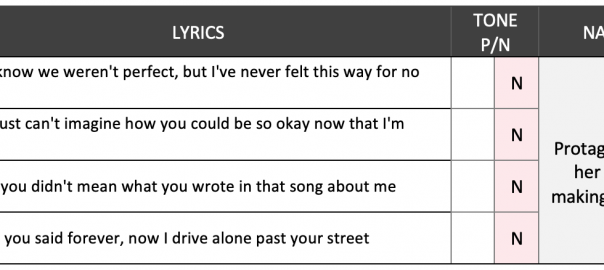 LYRICS
TONE
P/N
NA
know we weren't perfect, but I've never felt this way for no
N
ust can't imagine how you could be so okay now that I'm
N
you didn't mean what you wrote in that song about me
N
you said forever, now I drive alone past your street
N
Protag
her
making